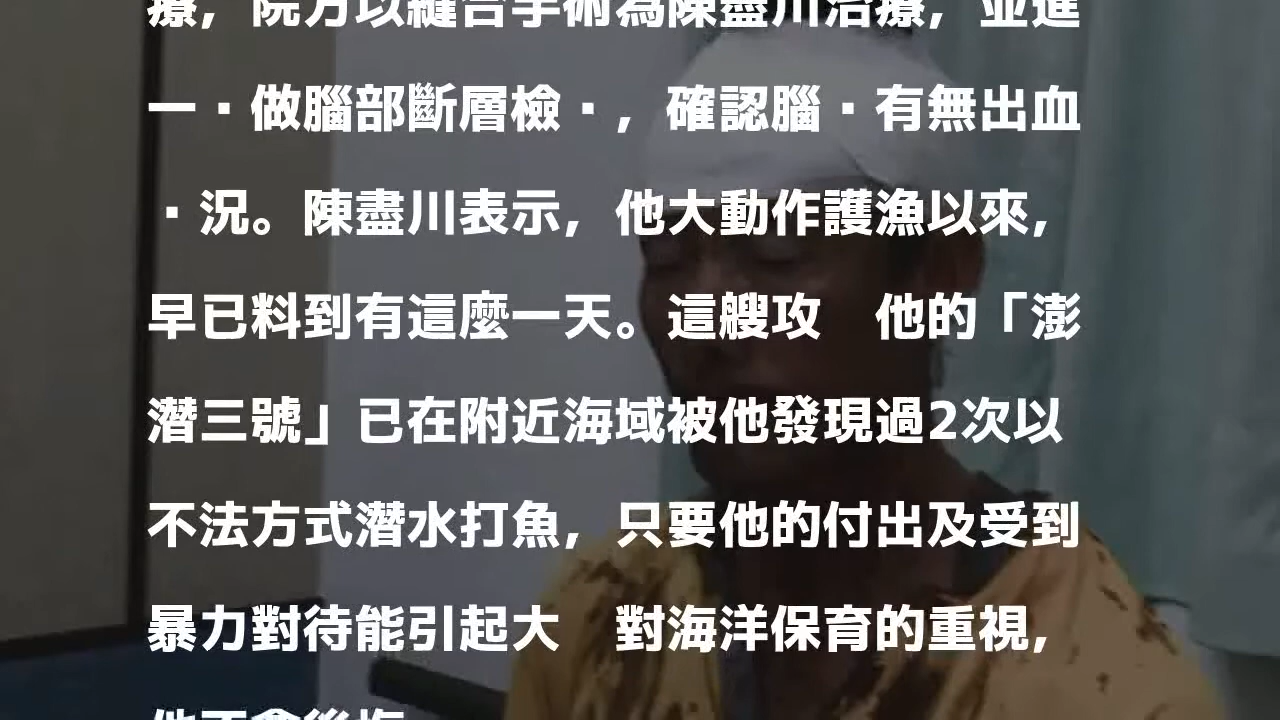 療，院方以縫合手術為陳盡川治療，並進
一▪做腦部斷層檢▪，確認腦▪有無出血
▪況。陳盡川表示，他大動作護漁以來，
早已料到有這麼一天。這艘攻　他的「澎
潛三號」已在附近海域被他發現過2次以
不法方式潛水打魚，只要他的付出及受到
暴力對待能引起大　對海洋保育的重視，
他不會後悔